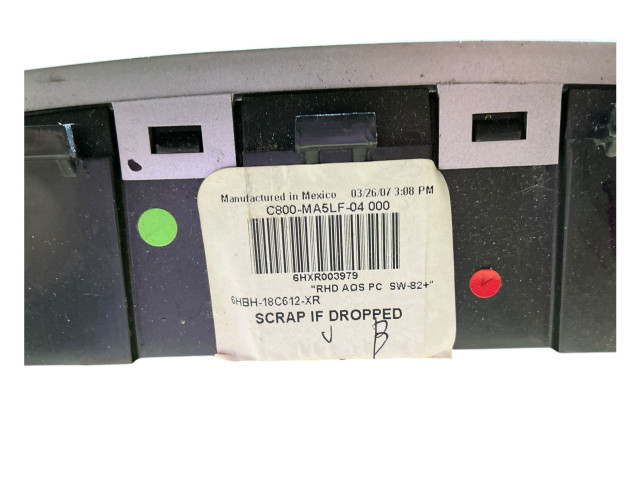 Manufactured in Mexico 03/26/07 3:08 PM
C800-MA5LF-04 000
6HXR003979
"RHD AOS PC SW-82+"
6HBH-18C612-XR
SCRAP IF DROPPED
J B